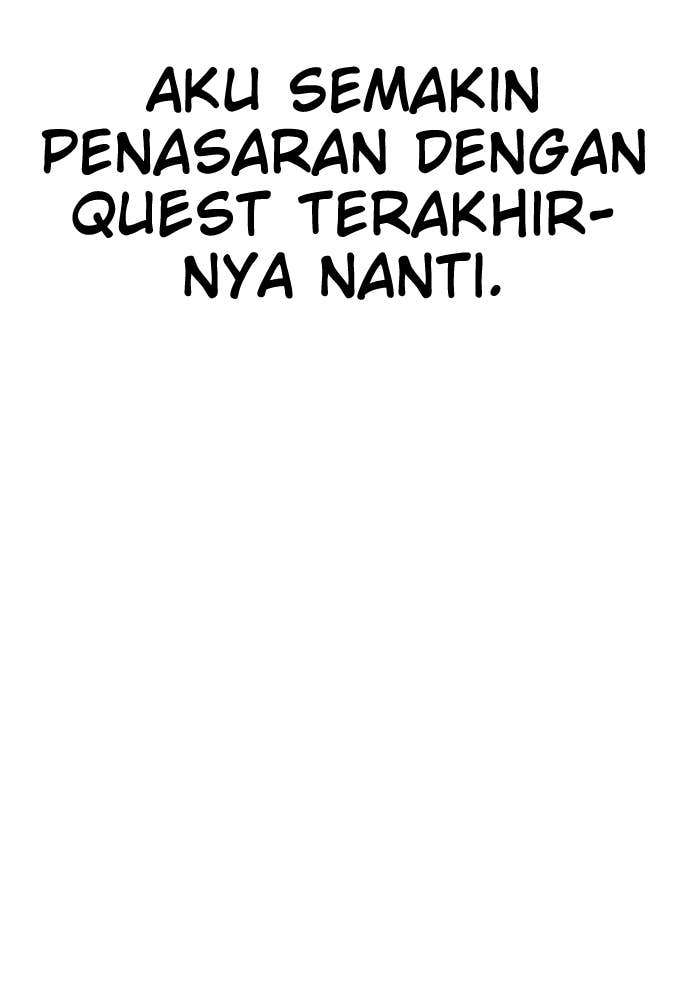 AKU SEMAKIN
PENASARAN DENGAN
QUEST TERAKHIR-
NYA NANTI.